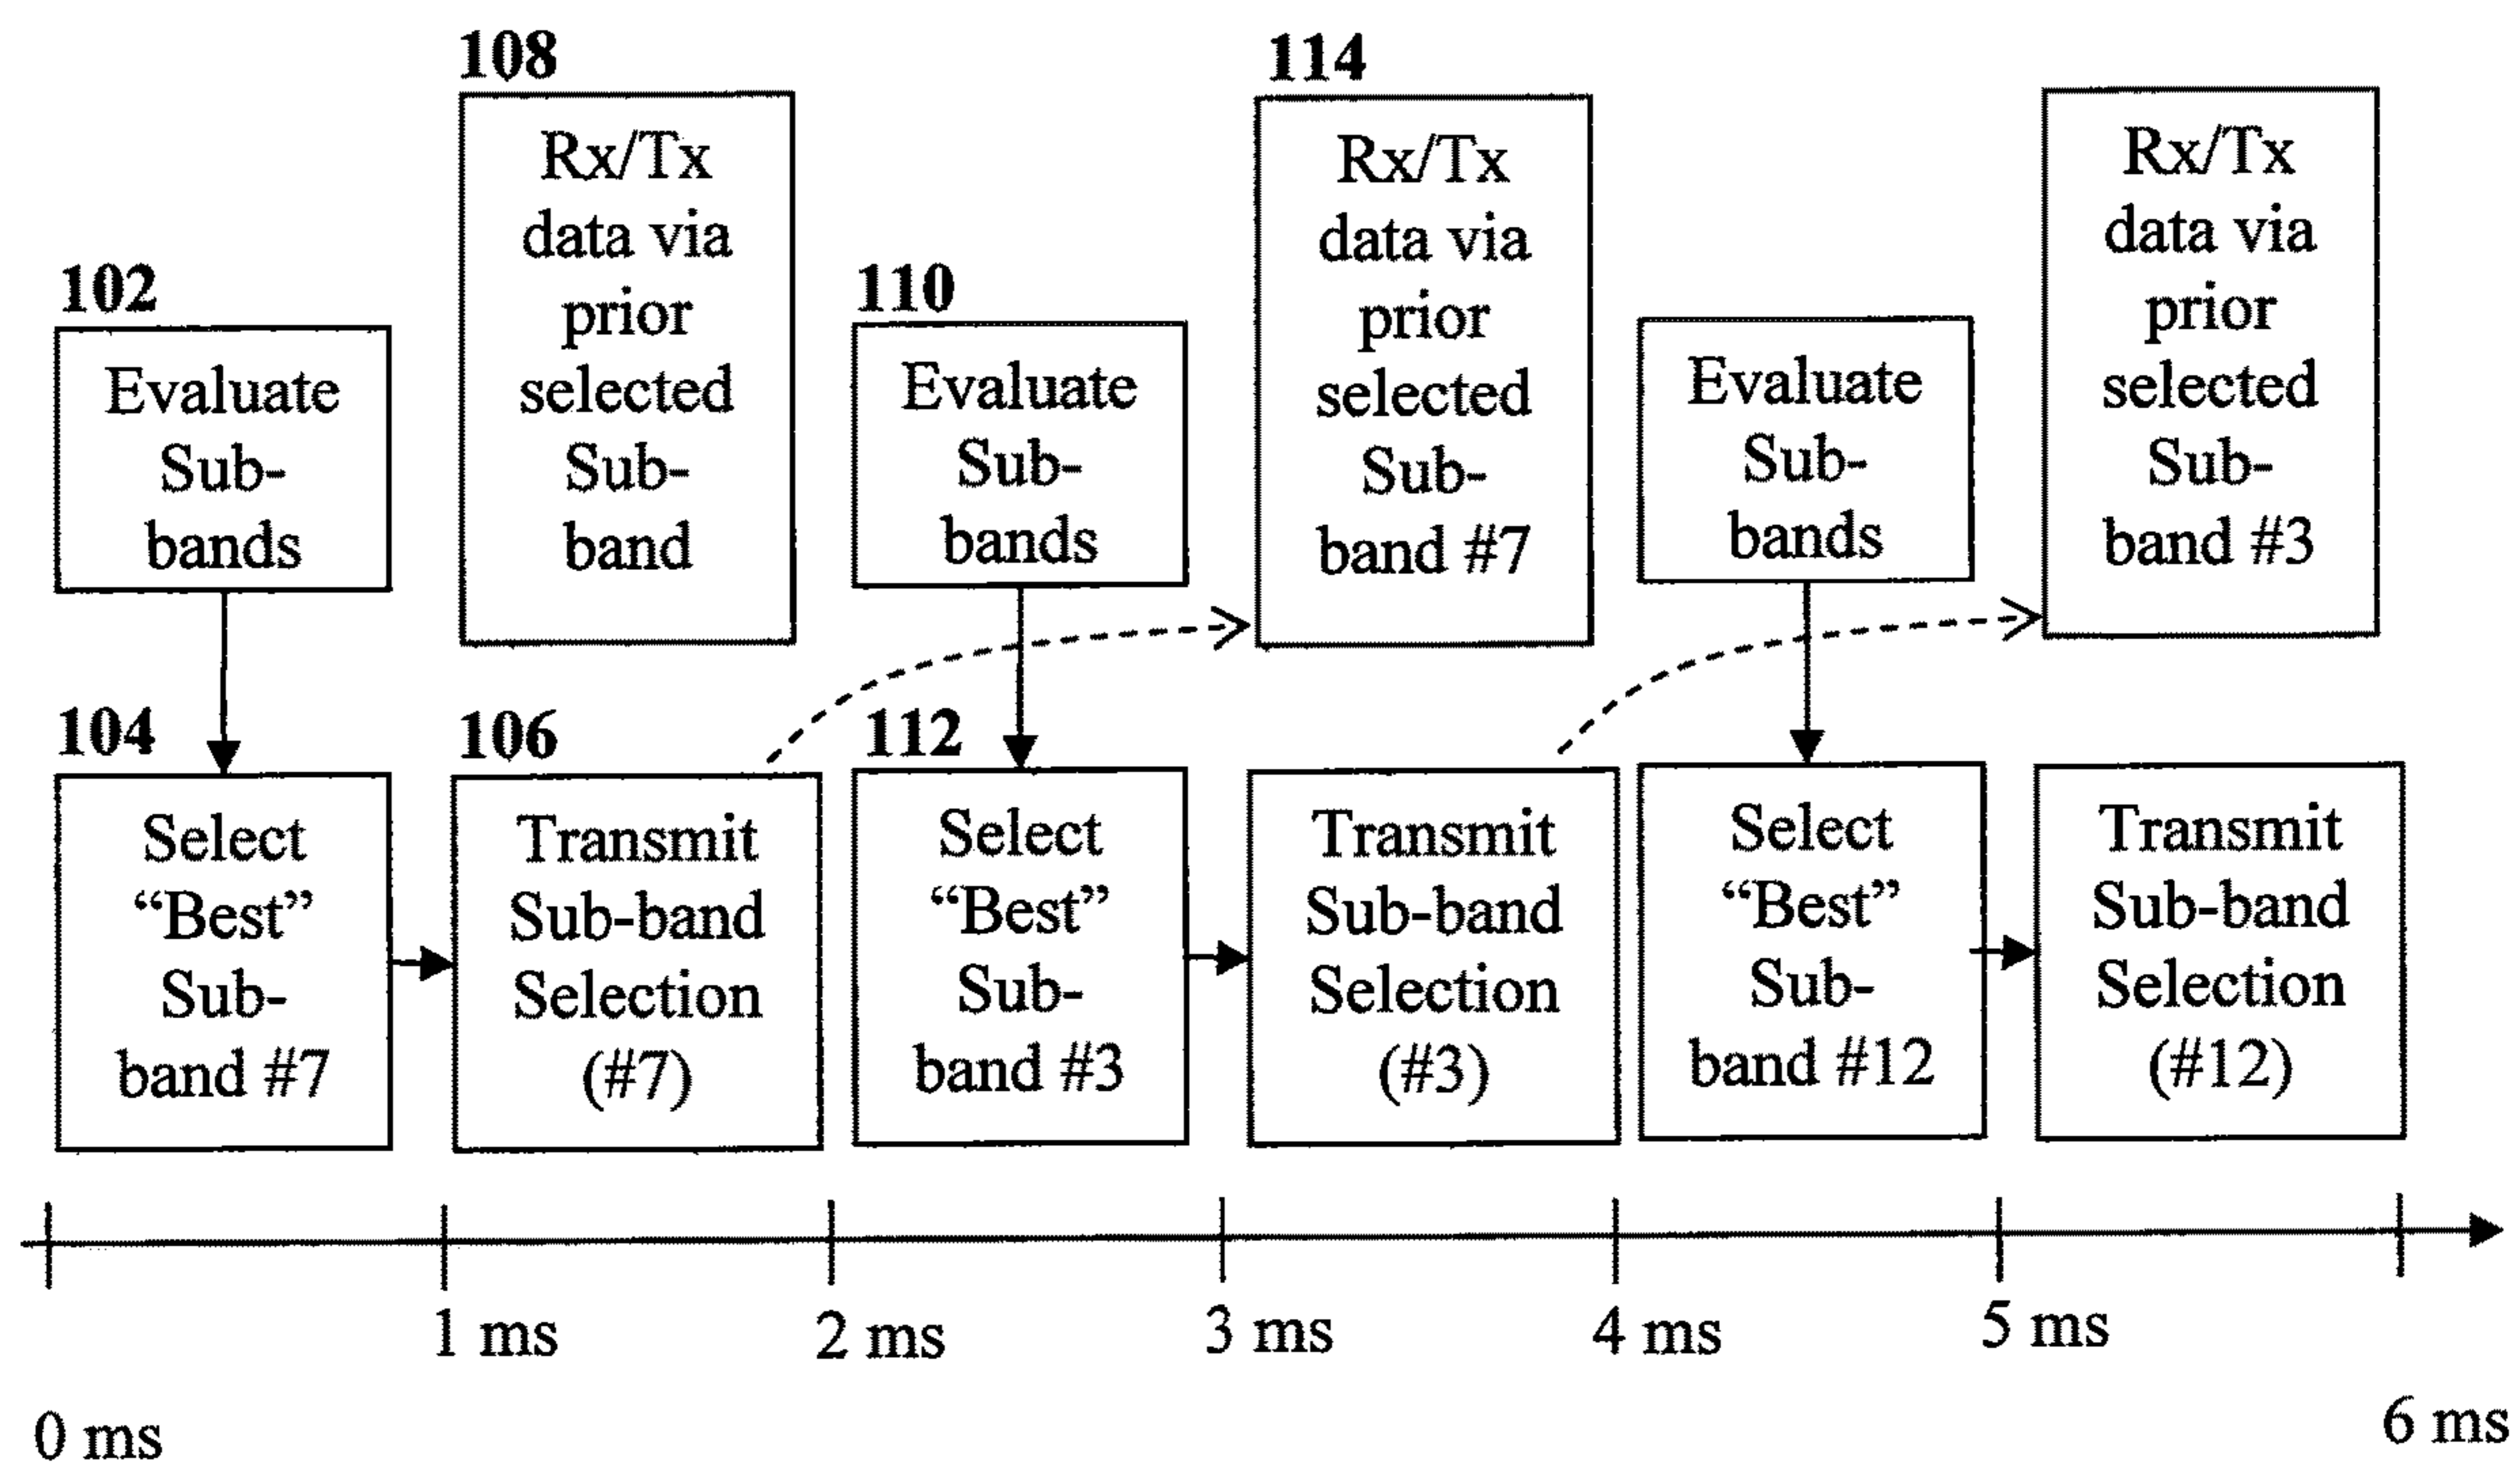 108
Rx/Tx
data via
prior
selected
Sub-
band
114
Rx/Tx
data via
prior
selected
Sub-
band #7
Rx/Tx
data via
prior
selected
Sub-
band #3
102
Evaluate
Sub-
bands
110
Evaluate
Sub-
bands
Evaluate
Sub-
bands
104
Select
“Best”
Sub-
band #7
106
Transmit
Sub-band
Selection
(#7)
112
Select
“Best”
Sub-
band #3
Transmit
Sub-band
Selection
(#3)
Select
“Best”
Sub-
band #12
Transmit
Sub-band
Selection
(#12)
0 ms
1 ms
2 ms
3 ms
4 ms
5 ms
6 ms